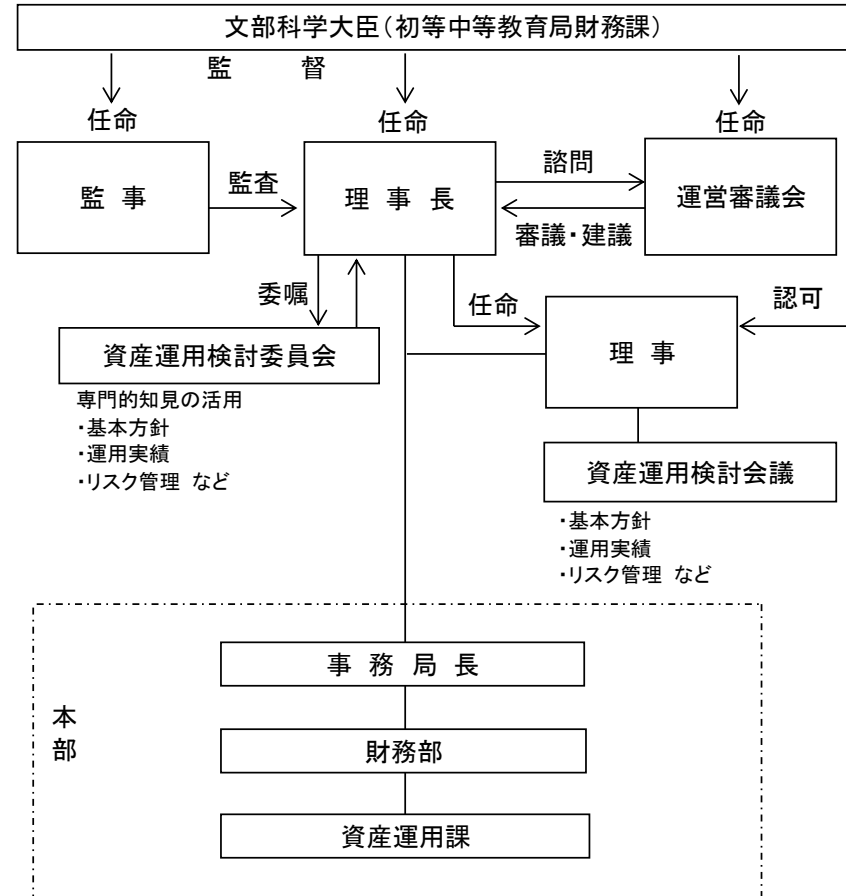 文部科学大臣(初等中等教育局財務課)
監 督
任命
任命
任命
監 事
監査
理 事 長
諮問
審議・建議
運営審議会
委嘱
任命
認可
資産運用検討委員会
理 事
専門的知見の活用
・基本方針
・運用実績
・リスク管理 など
資産運用検討会議
・基本方針
・運用実績
・リスク管理 など
本
部
事 務 局 長
財務部
資産運用課